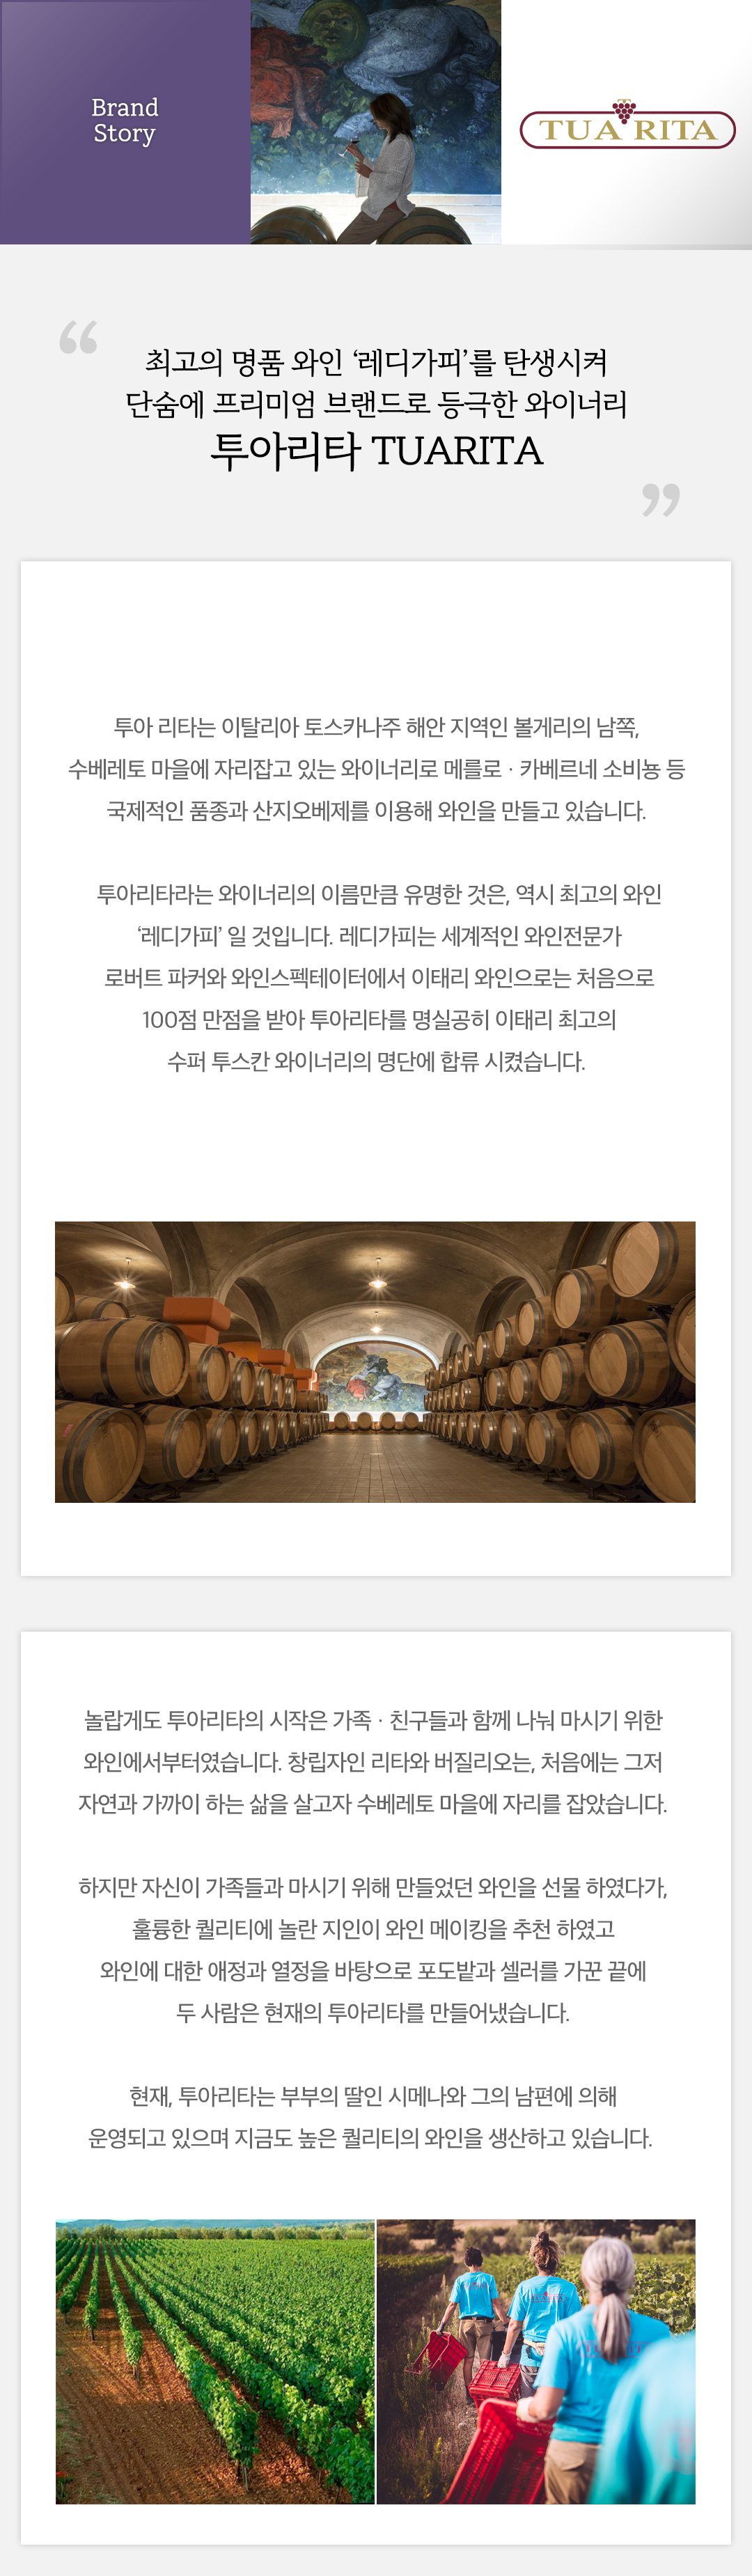 Brand
Story
TUA RITA
“
최고의 명품 와인 ‘레디가피’를 탄생시켜
단숨에 프리미엄 브랜드로 등극한 와이너리
투아리타 TUARITA
”
투아 리타는 이탈리아 토스카나주 해안 지역인 볼게리의 남쪽,
수베레토 마을에 자리잡고 있는 와이너리로 메를로 · 카베르네 소비뇽 등
국제적인 품종과 산지오베제를 이용해 와인을 만들고 있습니다.
투아리타라는 와이너리의 이름만큼 유명한 것은, 역시 최고의 와인
‘레디가피’ 일 것입니다. 레디가피는 세계적인 와인전문가
로버트 파커와 와인스펙테이터에서 이태리 와인으로는 처음으로
100점 만점을 받아 투아리타를 명실공히 이태리 최고의
수퍼 투스칸 와이너리의 명단에 합류 시켰습니다.
놀랍게도 투아리타의 시작은 가족 · 친구들과 함께 나눠 마시기 위한
와인에서부터였습니다. 창립자인 리타와 버질리오는, 처음에는 그저
자연과 가까이 하는 삶을 살고자 수베레토 마을에 자리를 잡았습니다.
하지만 자신이 가족들과 마시기 위해 만들었던 와인을 선물 하였다가,
훌륭한 퀄리티에 놀란 지인이 와인 메이킹을 추천 하였고
와인에 대한 애정과 열정을 바탕으로 포도밭과 셀러를 가꾼 끝에
두 사람은 현재의 투아리타를 만들어냈습니다.
현재, 투아리타는 부부의 딸인 시메나와 그의 남편에 의해
운영되고 있으며 지금도 높은 퀄리티의 와인을 생산하고 있습니다.